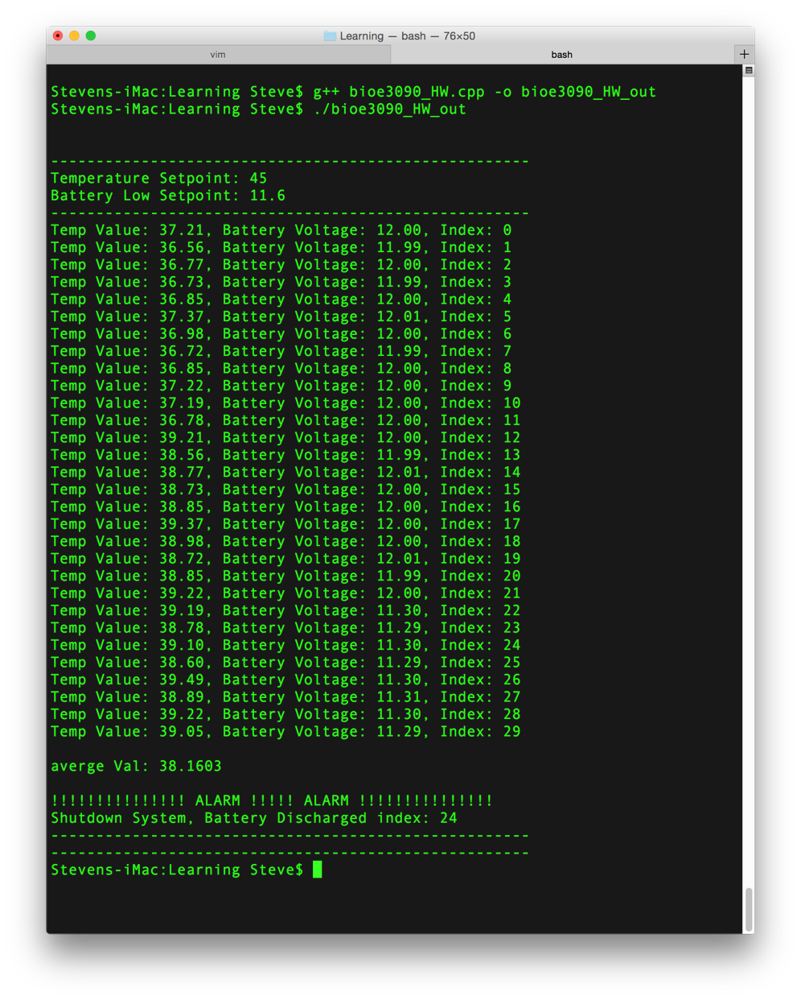 Learning — bash — 76×50
vim bash +
Stevens-iMac:Learning Steve$ g++ bioe3090_HW.cpp -o bioe3090_HW_out
Stevens-iMac:Learning Steve$ ./bioe3090_HW_out
-----------------------------------------------------
Temperature Setpoint: 45
Battery Low Setpoint: 11.6
-----------------------------------------------------
Temp Value: 37.21, Battery Voltage: 12.00, Index: 0
Temp Value: 36.56, Battery Voltage: 11.99, Index: 1
Temp Value: 36.77, Battery Voltage: 12.00, Index: 2
Temp Value: 36.73, Battery Voltage: 11.99, Index: 3
Temp Value: 36.85, Battery Voltage: 12.00, Index: 4
Temp Value: 37.37, Battery Voltage: 12.01, Index: 5
Temp Value: 36.98, Battery Voltage: 12.00, Index: 6
Temp Value: 36.72, Battery Voltage: 11.99, Index: 7
Temp Value: 36.85, Battery Voltage: 12.00, Index: 8
Temp Value: 37.22, Battery Voltage: 12.00, Index: 9
Temp Value: 37.19, Battery Voltage: 12.00, Index: 10
Temp Value: 36.78, Battery Voltage: 12.00, Index: 11
Temp Value: 39.21, Battery Voltage: 12.00, Index: 12
Temp Value: 38.56, Battery Voltage: 11.99, Index: 13
Temp Value: 38.77, Battery Voltage: 12.01, Index: 14
Temp Value: 38.73, Battery Voltage: 12.00, Index: 15
Temp Value: 38.85, Battery Voltage: 12.00, Index: 16
Temp Value: 39.37, Battery Voltage: 12.00, Index: 17
Temp Value: 38.98, Battery Voltage: 12.00, Index: 18
Temp Value: 38.72, Battery Voltage: 12.01, Index: 19
Temp Value: 38.85, Battery Voltage: 11.99, Index: 20
Temp Value: 39.22, Battery Voltage: 12.00, Index: 21
Temp Value: 39.19, Battery Voltage: 11.30, Index: 22
Temp Value: 38.78, Battery Voltage: 11.29, Index: 23
Temp Value: 39.10, Battery Voltage: 11.30, Index: 24
Temp Value: 38.60, Battery Voltage: 11.29, Index: 25
Temp Value: 39.49, Battery Voltage: 11.30, Index: 26
Temp Value: 38.89, Battery Voltage: 11.31, Index: 27
Temp Value: 39.22, Battery Voltage: 11.30, Index: 28
Temp Value: 39.05, Battery Voltage: 11.29, Index: 29
averge Val: 38.1603
!!!!!!!!!!!!!!! ALARM !!!!! ALARM !!!!!!!!!!!!!!!
Shutdown System, Battery Discharged index: 24
-----------------------------------------------------
-----------------------------------------------------
Stevens-iMac:Learning Steve$